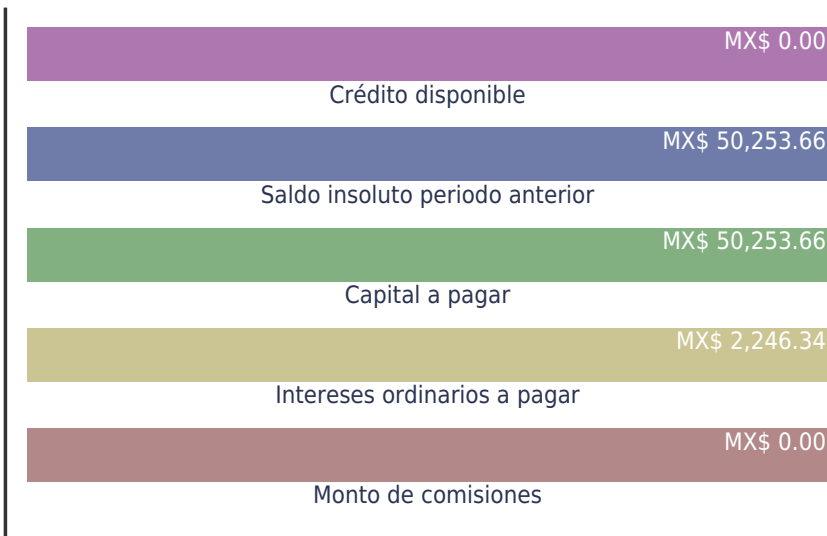 MX$ 0.00
Crédito disponible
MX$ 50,253.66
Saldo insoluto periodo anterior
MX$ 50,253.66
Capital a pagar
MX$ 2,246.34
Intereses ordinarios a pagar
MX$ 0.00
Monto de comisiones